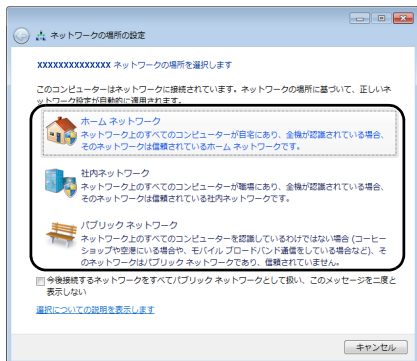 ネットワークの場所の設定
XXXXXXXXXXXXXX ネットワークの場所を選択します
このコンピューターはネットワークに接続されています。ネットワークの場所に基づいて、正しいネ
ットワーク設定が自動的に適用されます。
ホーム ネットワーク
ネットワーク上のすべてのコンピューターが自宅にあり、全機が認識されている場合、
そのネットワークは信頼されているホーム ネットワークです。
社内ネットワーク
ネットワーク上のすべてのコンピューターが職場にあり、全機が認識されている場合、
そのネットワークは信頼されている社内ネットワークです。
パブリック ネットワーク
ネットワーク上のすべてのコンピューターを認識しているわけではない場合 (コーヒー
ショップや空港にいる場合や、モバイル ブロードバンド通信をしている場合など)、そ
のネットワークはパブリック ネットワークであり、信頼されていません。
今後接続するネットワークをすべてパブリック ネットワークとして扱い、このメッセージを二度と
表示しない
選択についての説明を表示します
キャンセル